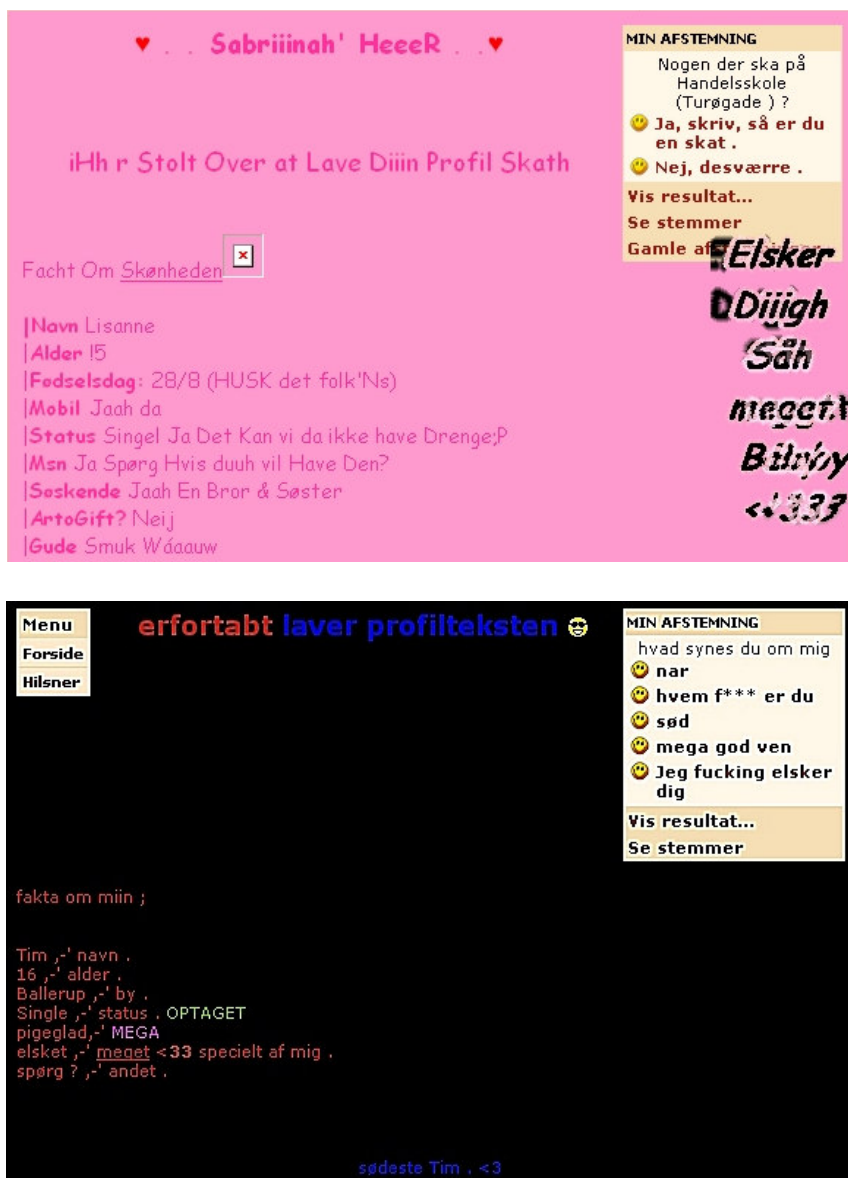 ♥ . . Sabriiinah' HeeeR . . ♥
iHh r Stolt Over at Lave Diiin Profil Skath
Facht Om Skønheden
|Navn Lisanne
|Alder !5
|Fødselsdag: 28/8 (HUSK det folk'Ns)
|Mobil Jaah da
|Status Singel Ja Det Kan vi da ikke have Drenge;P
|Msn Ja Spørg Hvis duuh vil Have Den?
|Søskende Jaah En Bror & Søster
|ArtoGift? Neij
|Gude Smuk Wáaauw
MIN AFSTEMNING
Nogen der ska på
Handelsskole
(Turøgade ) ?
Ja, skriv, så er du
en skat .
Nej, desværre .
Vis resultat...
Se stemmer
Gamle
Elsker
Diiigh
Såh
meget
<'333
Menu
Forside
Hilsner
erfortabt laver profilteksten
MIN AFSTEMNING
hvad synes du om mig
nar
hvem f*** er du
sød
mega god ven
Jeg fucking elsker
dig
Vis resultat...
Se stemmer
fakta om miin ;
Tim ,-' navn .
16 ,-' alder .
Ballerup ,-' by .
Single ,-' status . OPTAGET
pigeglad,-' MEGA
elsket ,-' meget <33 specielt af mig .
spørg ? ,-' andet .
sødeste Tim . <3